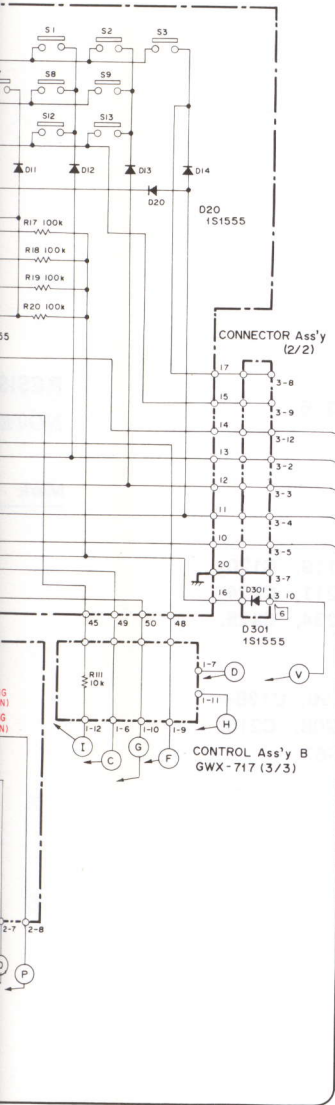 S1 S2 S3
S8 S9
S12 S13
D11 D12 D13 D14
D20
D20
1S1555
R17 100k
R18 100k
R19 100k
R20 100k
55
CONNECTOR Ass'y
(2/2)
17 3-8
15 3-9
14 3-12
13 3-2
12 3-3
11 3-4
10 3-5
20 3-7
16 D301 3-10
6
D301
1S1555
45 49 50 48
R111
10k
1-7 D
V
1-11
H
1-12 1-6 1-10 1-9
I C G F
CONTROL Ass'y B
GWX-717 (3/3)
G
N)
G
N)
2-7 2-8
P